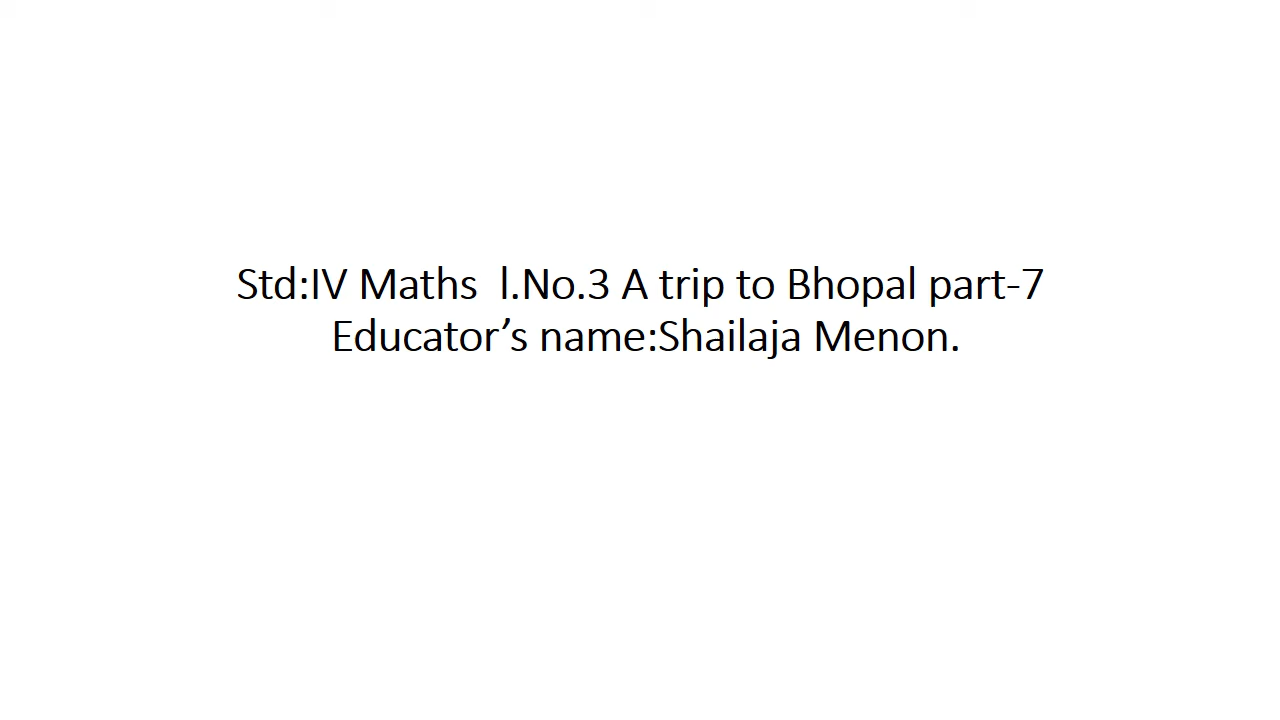 Std:IV Maths  l.No.3 A trip to Bhopal part-7
Educator’s name:Shailaja Menon.